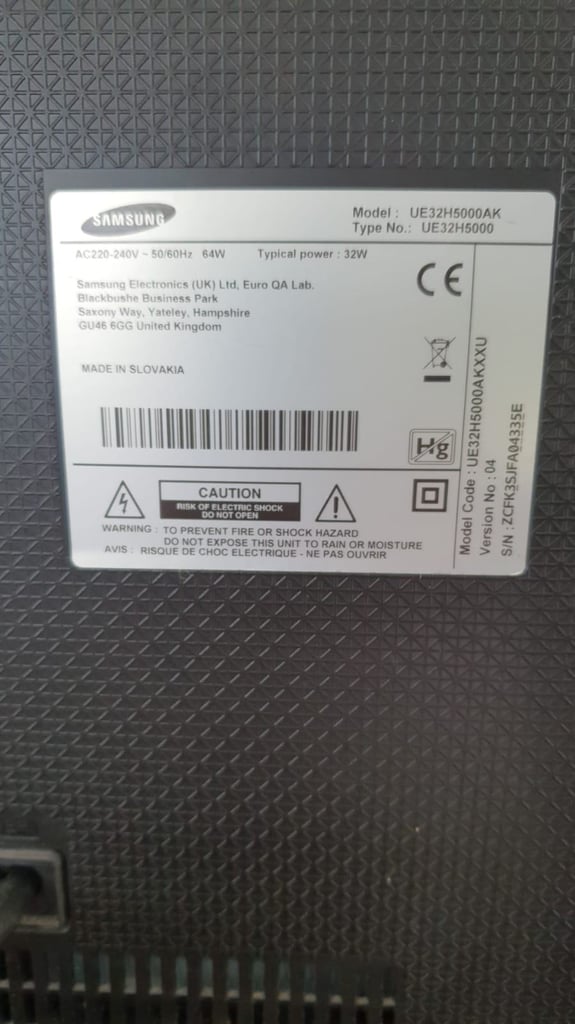 SAMSUNG
Model : UE32H5000AK
Type No.: UE32H5000
AC220-240V ~ 50/60Hz 64W Typical power : 32W
Samsung Electronics (UK) Ltd, Euro QA Lab.
Blackbushe Business Park
Saxony Way, Yateley, Hampshire
GU46 6GG United Kingdom
CE
MADE IN SLOVAKIA
Hg
CAUTION
RISK OF ELECTRIC SHOCK
DO NOT OPEN
WARNING : TO PREVENT FIRE OR SHOCK HAZARD
DO NOT EXPOSE THIS UNIT TO RAIN OR MOISTURE
AVIS : RISQUE DE CHOC ELECTRIQUE - NE PAS OUVRIR
Model Code : UE32H5000AKXXU
Version No : 04
S/N : ZCFK3SJFA04335E